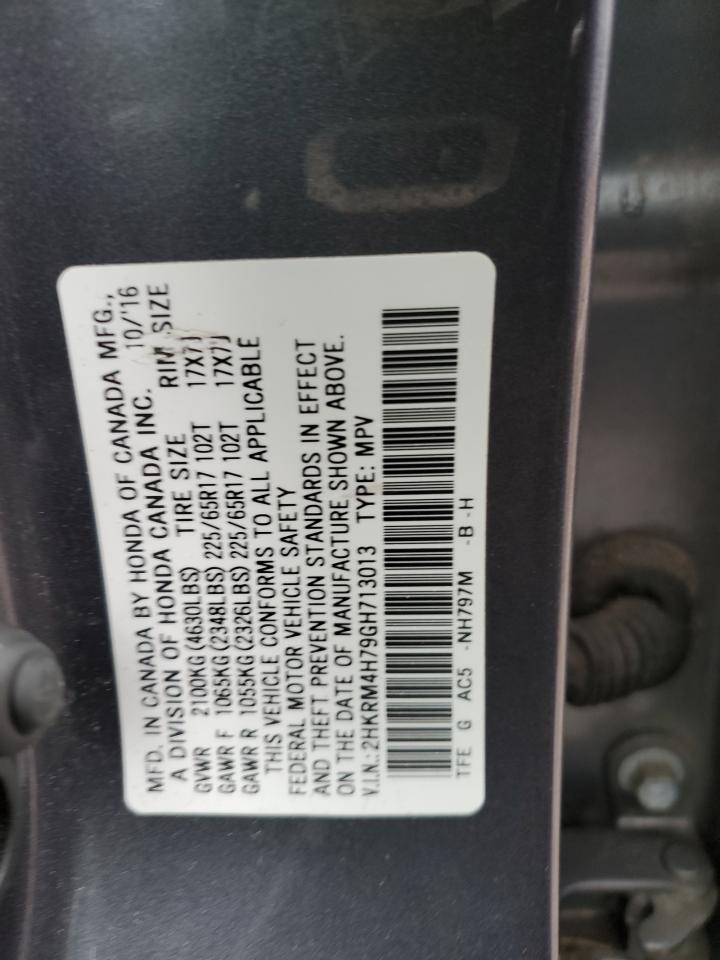 MFD. IN CANADA BY HONDA OF CANADA MFG.,
A DIVISION OF HONDA CANADA INC. 10/'16
GVWR 2100KG(4630LBS) TIRE SIZE RIM SIZE
GAWR F 1065KG(2348LBS) 225/65R17 102T 17X7J
GAWR R 1055KG(2326LBS) 225/65R17 102T 17X7J
THIS VEHICLE CONFORMS TO ALL APPLICABLE
FEDERAL MOTOR VEHICLE SAFETY
AND THEFT PREVENTION STANDARDS IN EFFECT
ON THE DATE OF MANUFACTURE SHOWN ABOVE.
V.I.N.: 2HKRM4H79GH713013 TYPE: MPV
TFE G AC5 -NH797M -B -H